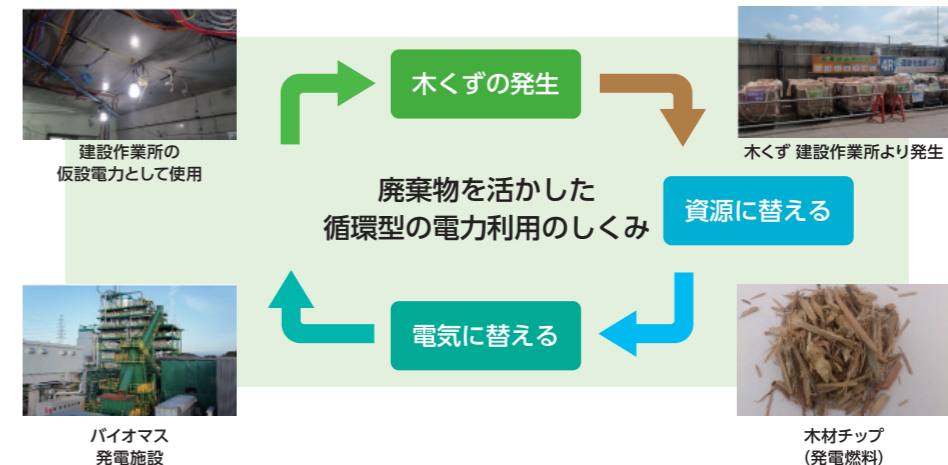 建設作業所の
仮設電力として使用
木くずの発生
4R
木くず 建設作業所より発生
廃棄物を活かした
循環型の電力利用のしくみ
資源に替える
電気に替える
バイオマス
発電施設
木材チップ
(発電燃料)